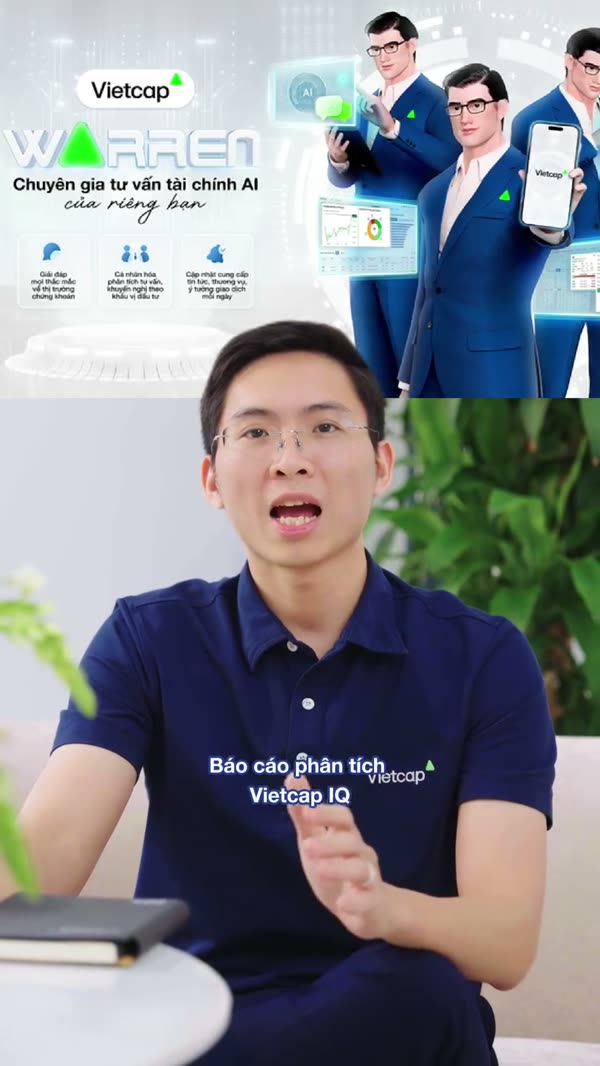 Vietcap
WARREN
Chuyên gia tư vấn tài chính AI
của riêng bạn
Giải đáp
mọi thắc mắc
về thị trường
chứng khoán
Cá nhân hóa
phân tích tư vấn,
khuyến nghị theo
khẩu vị đầu tư
Cập nhật cung cấp
tin tức, thương vụ,
ý tưởng giao dịch
mỗi ngày
AI
Vietcap
Báo cáo phân tích
Vietcap IQ
vietcap